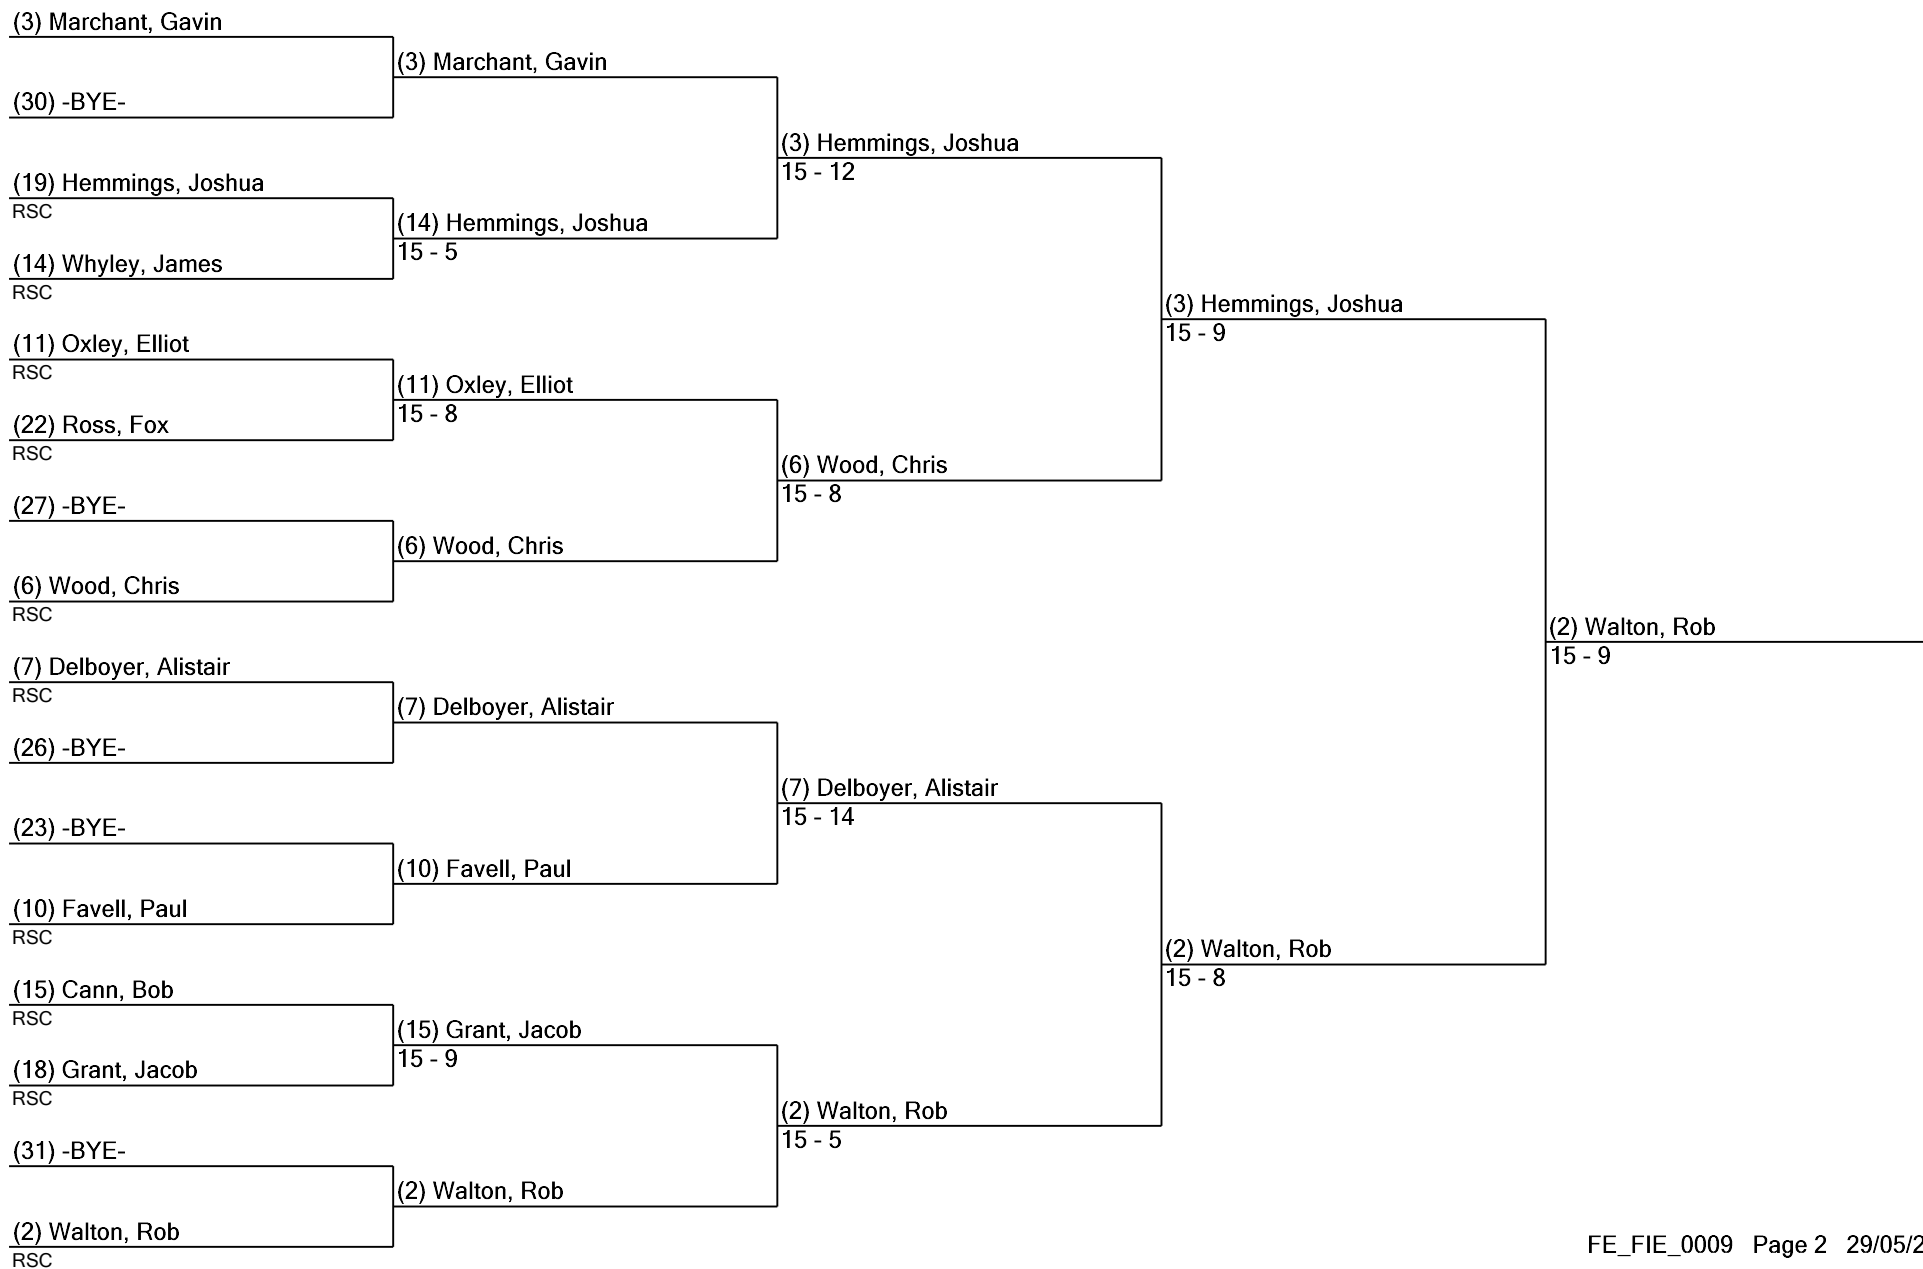 (3) Marchant, Gavin
(30) -BYE-
(19) Hemmings, Joshua
RSC
(14) Whyley, James
RSC
(11) Oxley, Elliot
RSC
(22) Ross, Fox
RSC
(27) -BYE-
(6) Wood, Chris
RSC
(7) Delboyer, Alistair
RSC
(26) -BYE-
(23) -BYE-
(10) Favell, Paul
RSC
(15) Cann, Bob
RSC
(18) Grant, Jacob
RSC
(31) -BYE-
(2) Walton, Rob
RSC
(3) Marchant, Gavin
(14) Hemmings, Joshua
15 - 5
(11) Oxley, Elliot
15 - 8
(6) Wood, Chris
(7) Delboyer, Alistair
(10) Favell, Paul
(15) Grant, Jacob
15 - 9
(2) Walton, Rob
(3) Hemmings, Joshua
15 - 12
(6) Wood, Chris
15 - 8
(7) Delboyer, Alistair
15 - 14
(2) Walton, Rob
15 - 5
(3) Hemmings, Joshua
15 - 9
(2) Walton, Rob
15 - 8
(2) Walton, Rob
15 - 9
FE_FIE_0009 Page 2 29/05/2